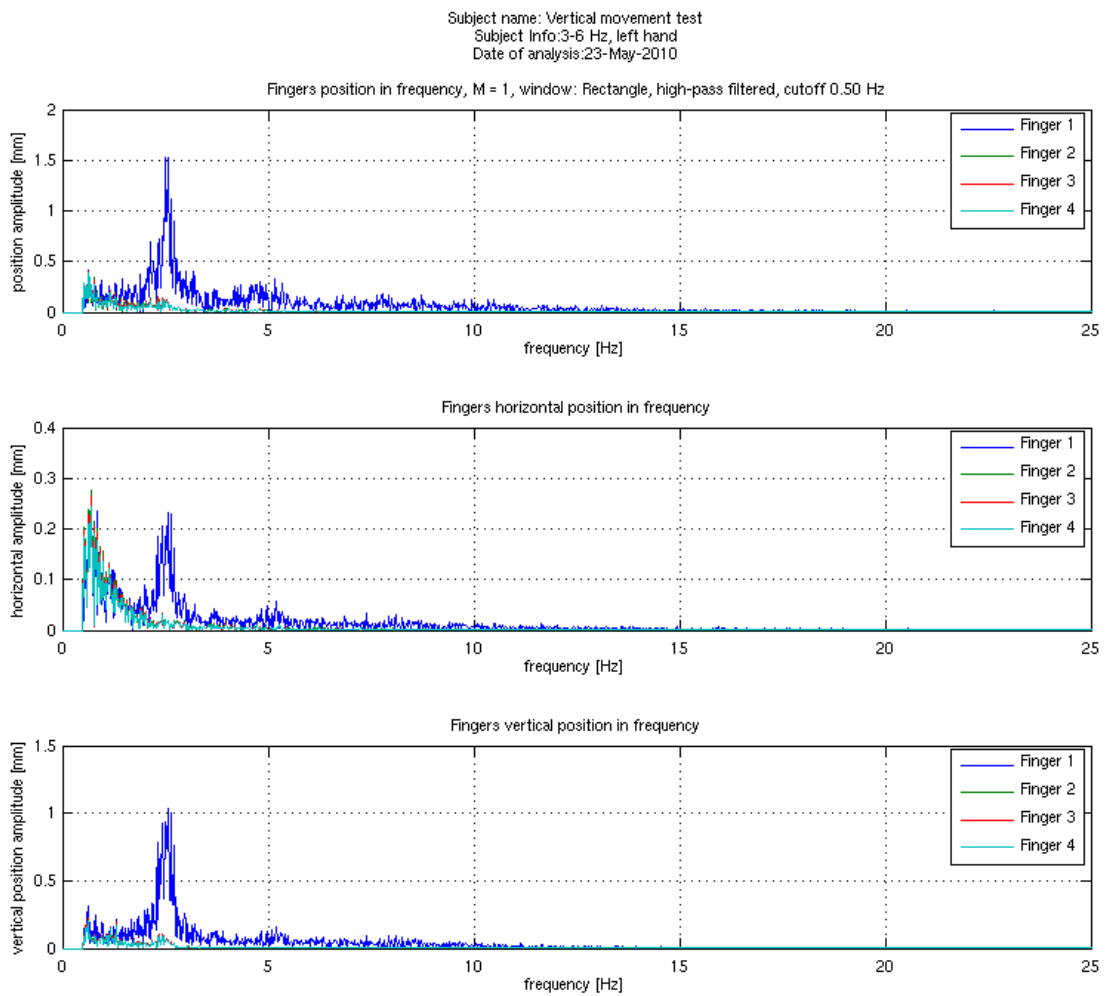 Subject name: Vertical movement test
Subject Info:3-6 Hz, left hand
Date of analysis:23-May-2010
Fingers position in frequency, M = 1, window: Rectangle, high-pass filtered, cutoff 0.50 Hz
position amplitude [mm]
2
1.5
1
0.5
0
0 5 10 15 20 25
frequency [Hz]
Finger 1
Finger 2
Finger 3
Finger 4
Fingers horizontal position in frequency
horizontal amplitude [mm]
0.4
0.3
0.2
0.1
0
0 5 10 15 20 25
frequency [Hz]
Finger 1
Finger 2
Finger 3
Finger 4
Fingers vertical position in frequency
vertical position amplitude [mm]
1.5
1
0.5
0
0 5 10 15 20 25
frequency [Hz]
Finger 1
Finger 2
Finger 3
Finger 4